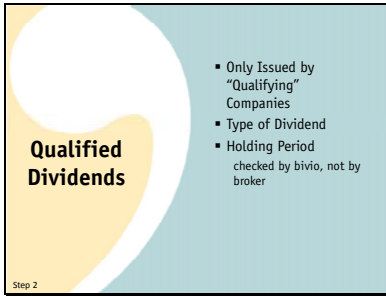 Qualified
Dividends
▪ Only Issued by
“Qualifying”
Companies
▪ Type of Dividend
▪ Holding Period
checked by bivio, not by
broker
Step 2